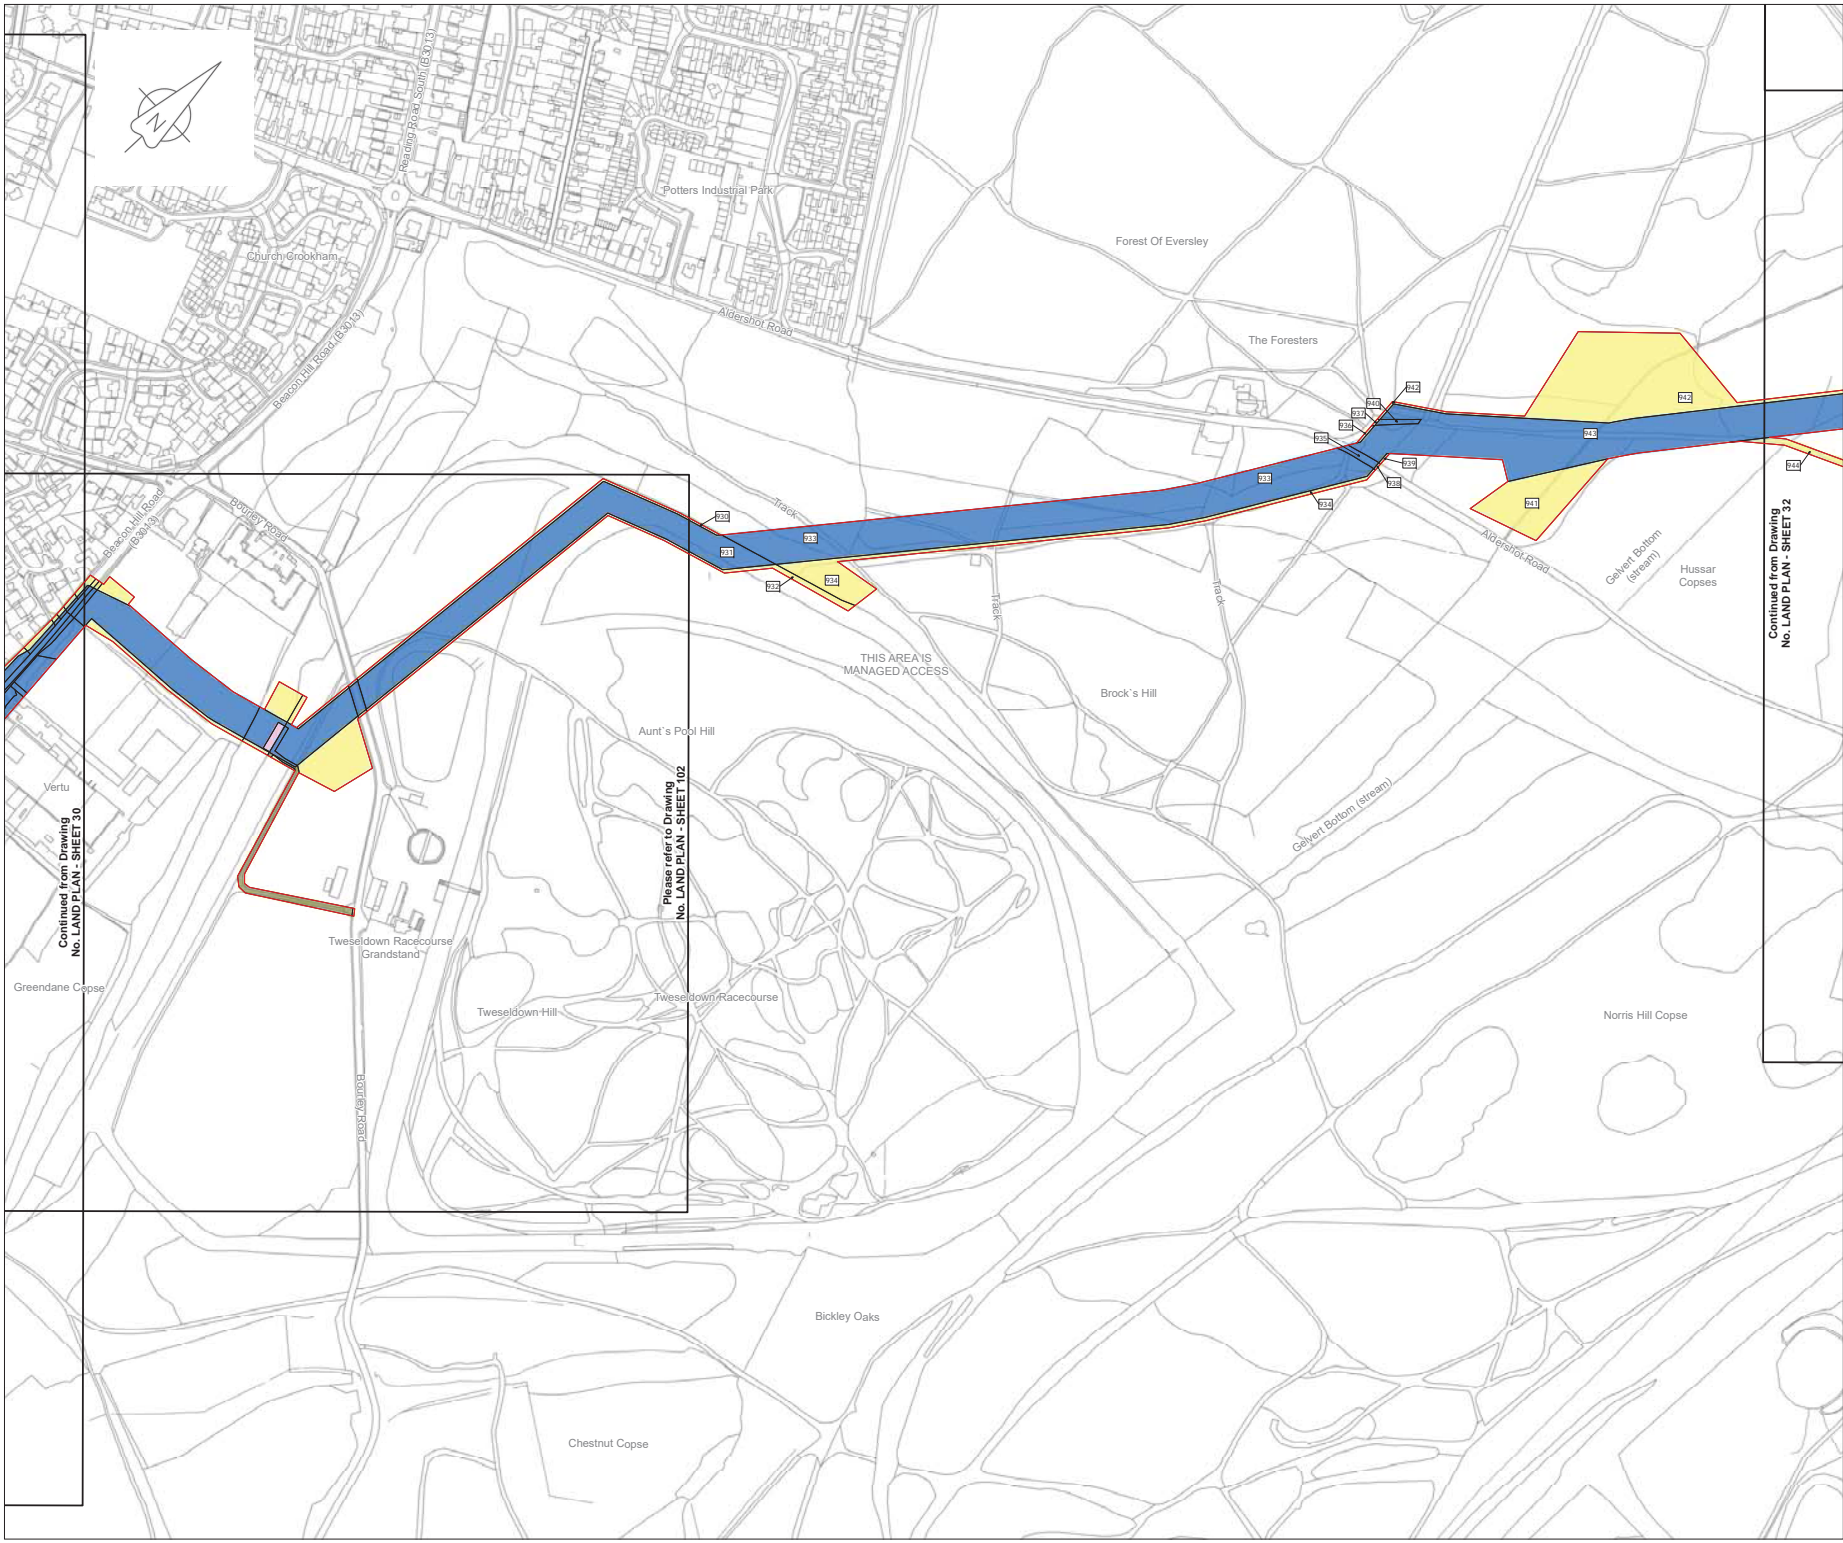 N
Reading Road South (B3013)
Potters Industrial Park
Church Crookham
Forest Of Eversley
Aldershot Road
The Foresters
Beacon Hill Road (B3013)
942
940
937
936
935
942
943
939
938
944
933
934
941
Beacon Hill Road
(B3013)
Bourley Road
Track
930
933
931
932
934
Aldershot Road
Gelvert Bottom
(stream)
Hussar
Copses
Continued from Drawing
No. LAND PLAN - SHEET 32
Track
Track
THIS AREA IS
MANAGED ACCESS
Brock`s Hill
Aunt`s Pool Hill
Vertu
Continued from Drawing
No. LAND PLAN - SHEET 30
Please refer to Drawing
No. LAND PLAN - SHEET 102
Gelvert Bottom (stream)
Tweseldown Racecourse
Grandstand
Greendane Copse
Tweseldown Racecourse
Tweseldown Hill
Norris Hill Copse
Bourley Road
Bickley Oaks
Chestnut Copse